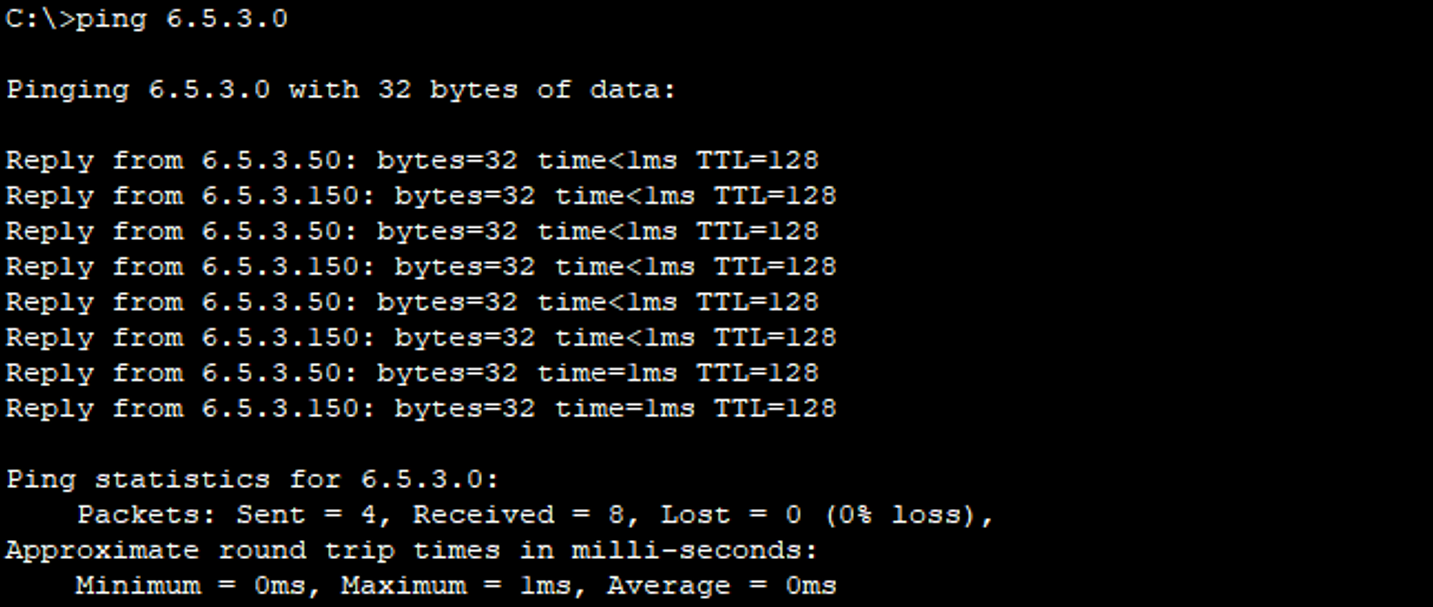 C:\>ping 6.5.3.0
Pinging 6.5.3.0 with 32 bytes of data:
Reply from 6.5.3.50: bytes=32 time<1ms TTL=128
Reply from 6.5.3.150: bytes=32 time<1ms TTL=128
Reply from 6.5.3.50: bytes=32 time<1ms TTL=128
Reply from 6.5.3.150: bytes=32 time<1ms TTL=128
Reply from 6.5.3.50: bytes=32 time<1ms TTL=128
Reply from 6.5.3.150: bytes=32 time<1ms TTL=128
Reply from 6.5.3.50: bytes=32 time=1ms TTL=128
Reply from 6.5.3.150: bytes=32 time=1ms TTL=128
Ping statistics for 6.5.3.0:
Packets: Sent = 4, Received = 8, Lost = 0 (0% loss),
Approximate round trip times in milli-seconds:
Minimum = 0ms, Maximum = 1ms, Average = 0ms